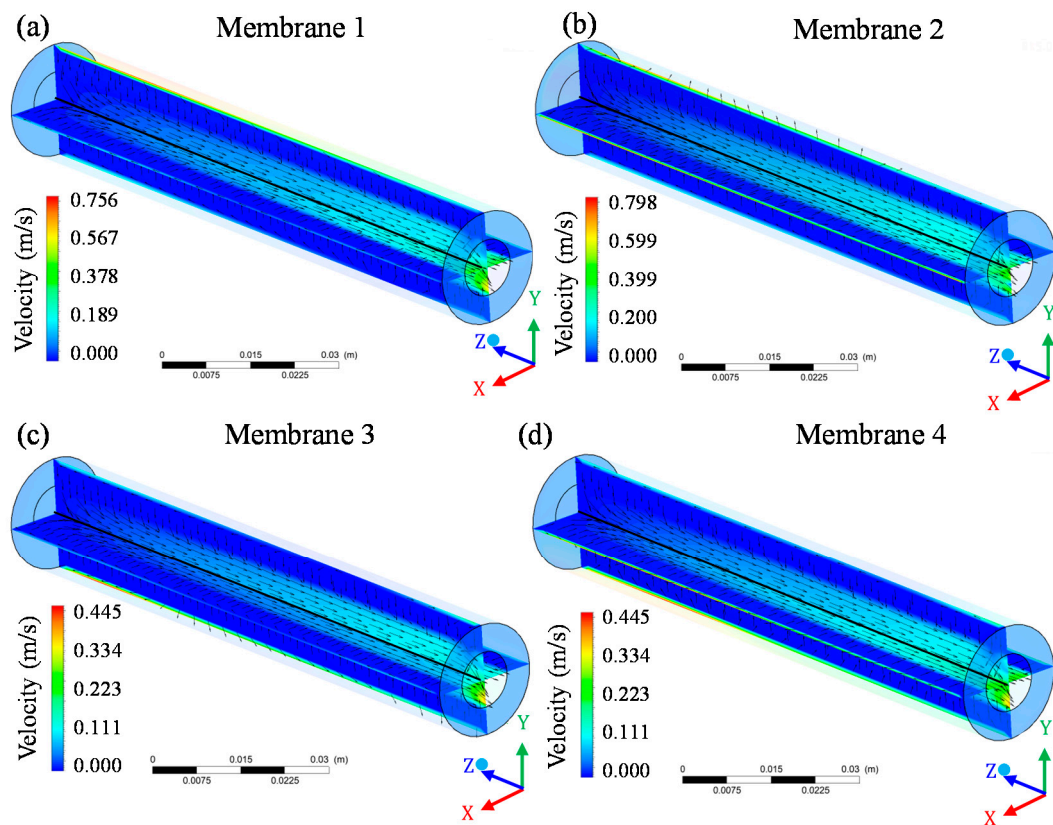 (a) Membrane 1
Velocity (m/s)
0.756
0.567
0.378
0.189
0.000
0 0.015 0.03 (m)
0.0075 0.0225
Y
Z
X
(b) Membrane 2
Velocity (m/s)
0.798
0.599
0.399
0.200
0.000
0 0.015 0.03 (m)
0.0075 0.0225
Y
Z
X
(c) Membrane 3
Velocity (m/s)
0.445
0.334
0.223
0.111
0.000
0 0.015 0.03 (m)
0.0075 0.0225
Y
Z
X
(d) Membrane 4
Velocity (m/s)
0.445
0.334
0.223
0.111
0.000
0 0.015 0.03 (m)
0.0075 0.0225
Y
Z
X